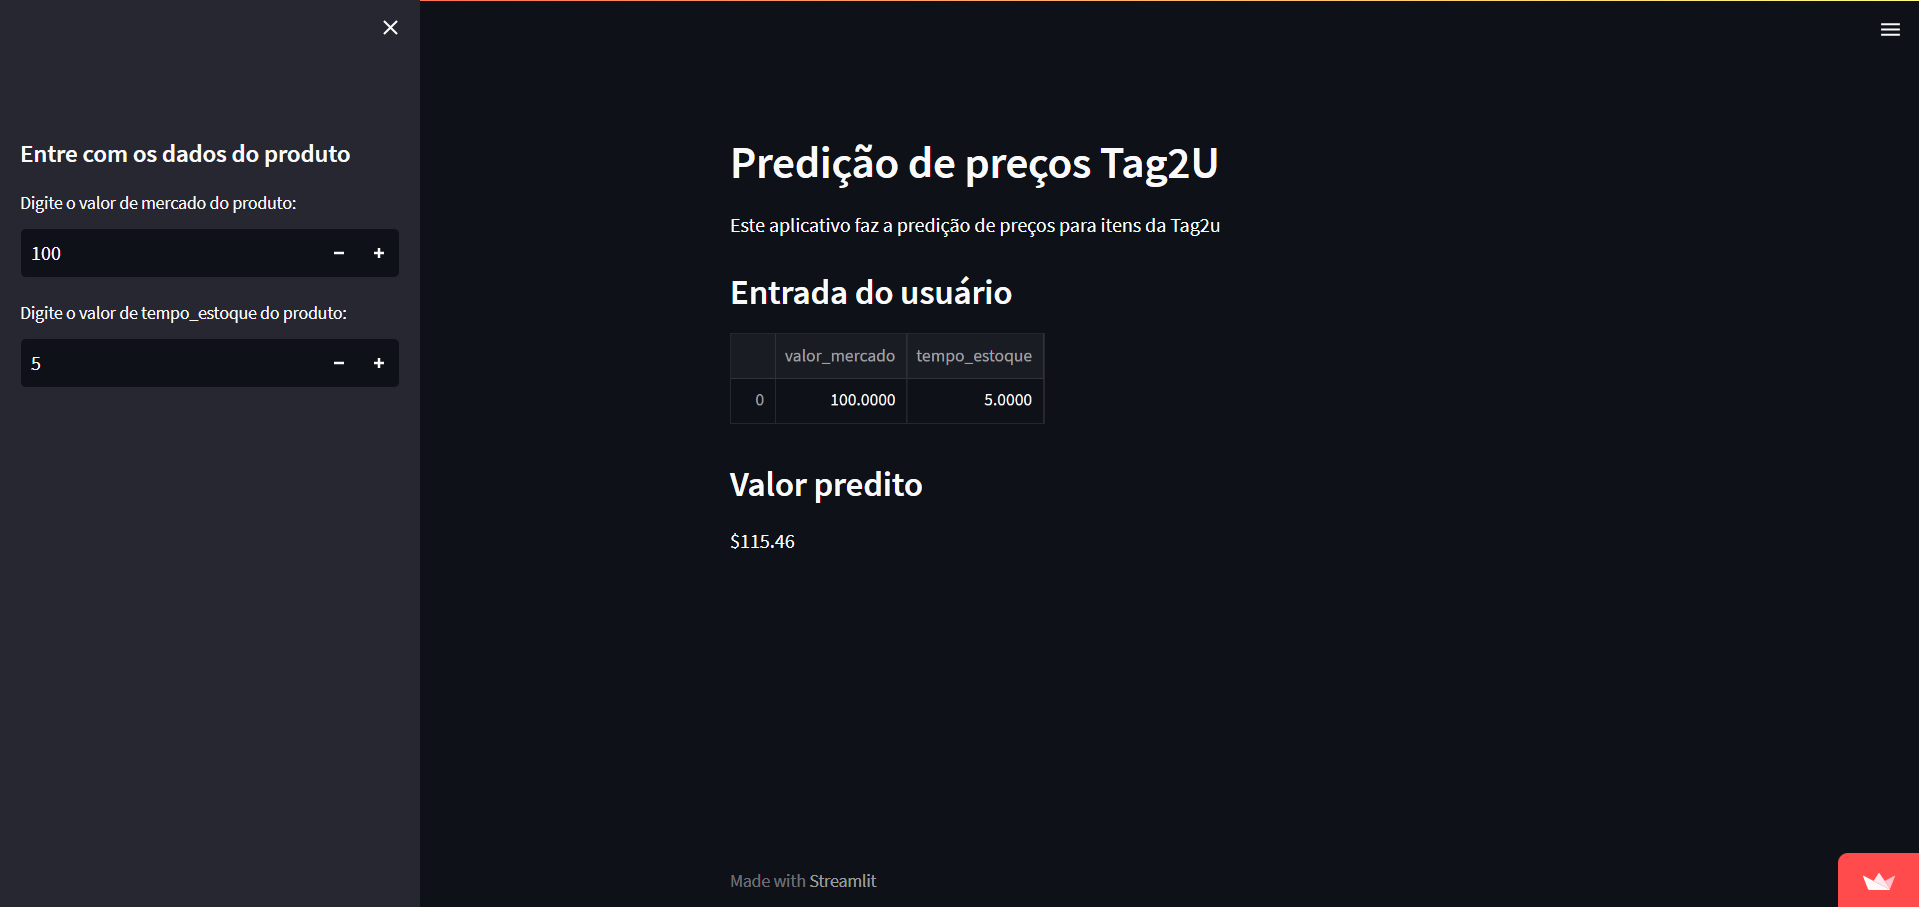 Entre com os dados do produto
Digite o valor de mercado do produto:
100
Digite o valor de tempo_estoque do produto:
5
Predição de preços Tag2U
Este aplicativo faz a predição de preços para itens da Tag2u
Entrada do usuário
valor_mercado tempo_estoque
0 100.0000 5.0000
Valor predito
$115.46
Made with Streamlit